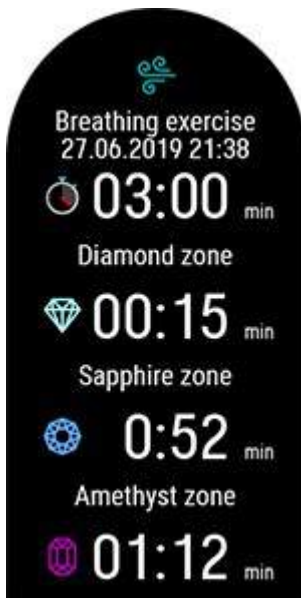 Breathing exercise
27.06.2019 21:38
03:00 min
Diamond zone
00:15 min
Sapphire zone
0:52 min
Amethyst zone
01:12 min